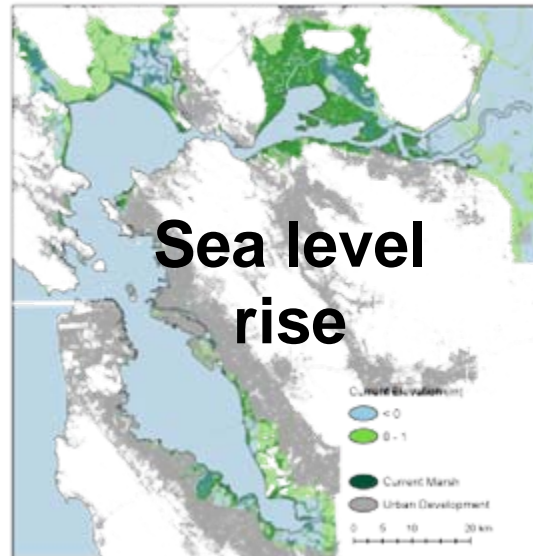 Sea level
rise
Current Elevation
< 0
0 - 1
Current Marsh
Urban Development
0 5 10 20 km